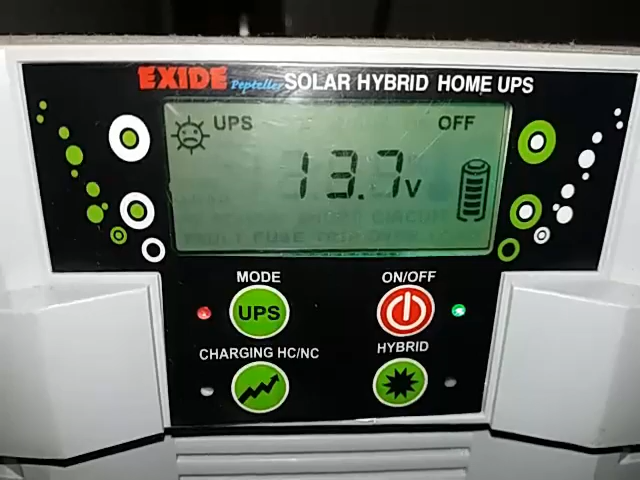 EXIDE Pepteller SOLAR HYBRID HOME UPS
UPS OFF
13.7V
MODE ON/OFF
UPS
CHARGING HC/NC HYBRID